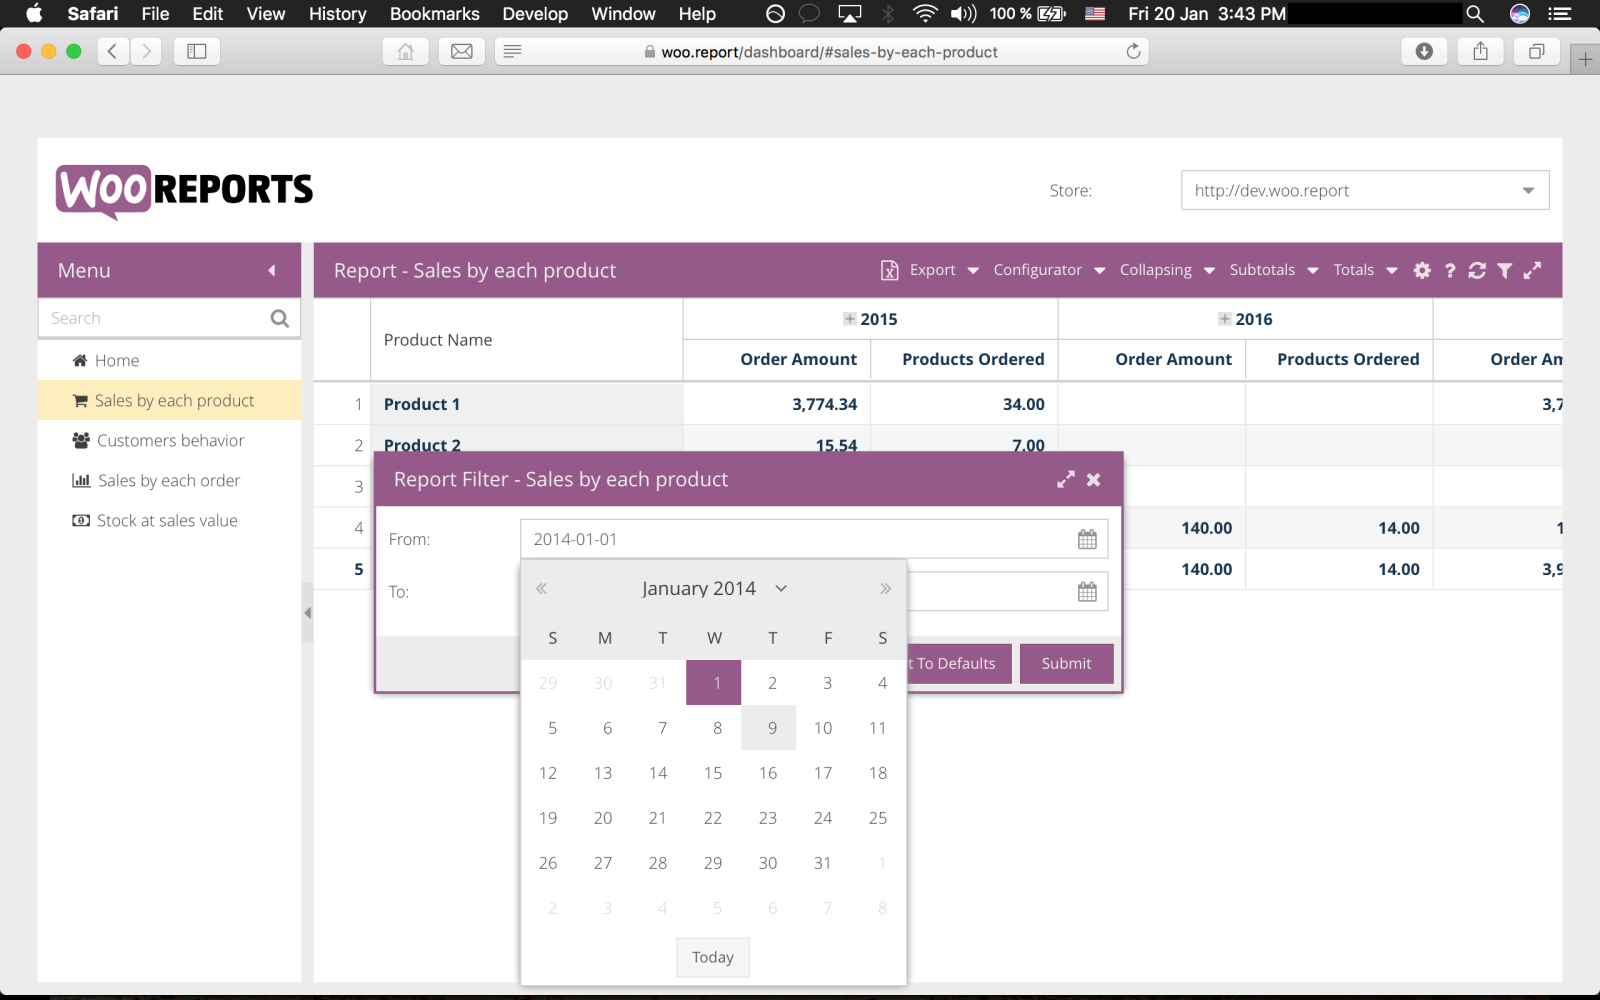 Safari File Edit View History Bookmarks Develop Window Help 100 % Fri 20 Jan 3:43 PM
woo.report/dashboard/#sales-by-each-product
WOO REPORTS
Store: http://dev.woo.report
Menu
Report - Sales by each product
Export Configurator Collapsing Subtotals Totals ?
Search
Home
Sales by each product
Customers behavior
Sales by each order
Stock at sales value
Product Name 2015 2016
Order Amount Products Ordered Order Amount Products Ordered Order Am
1 Product 1 3,774.34 34.00 3,7
2 Product 2 15.54 7.00
3
4 140.00 14.00 1
5 140.00 14.00 3,9
Report Filter - Sales by each product
From: 2014-01-01
To:
t To Defaults Submit
« January 2014 »
S M T W T F S
29 30 31 1 2 3 4
5 6 7 8 9 10 11
12 13 14 15 16 17 18
19 20 21 22 23 24 25
26 27 28 29 30 31 1
2 3 4 5 6 7 8
Today